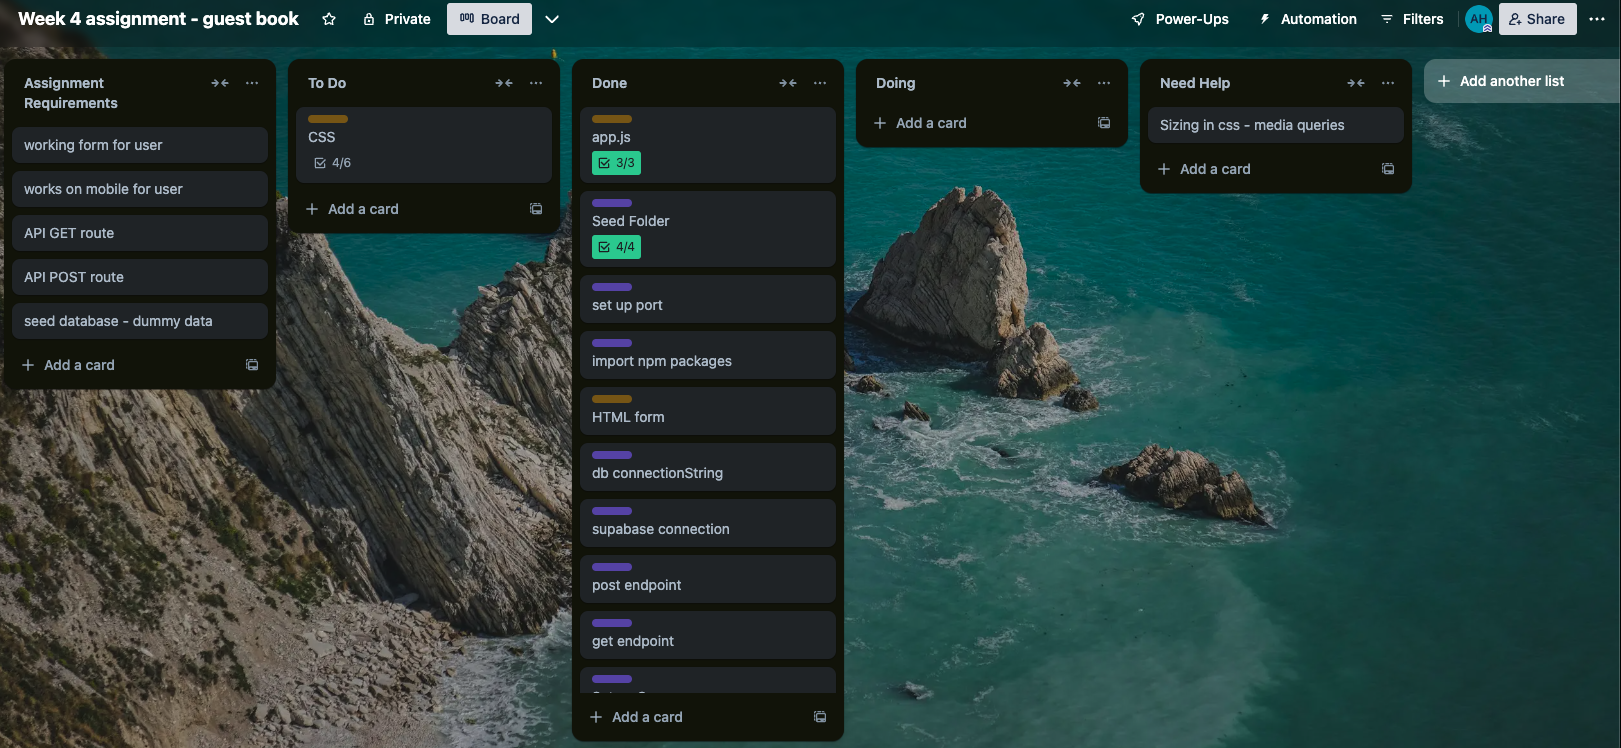 Week 4 assignment - guest book
Private
Board
Power-Ups
Automation
Filters
AH
Share
Assignment
Requirements
working form for user
works on mobile for user
API GET route
API POST route
seed database - dummy data
Add a card
To Do
CSS
4/6
Add a card
Done
app.js
3/3
Seed Folder
4/4
set up port
import npm packages
HTML form
db connectionString
supabase connection
post endpoint
get endpoint
Add a card
Doing
Add a card
Need Help
Sizing in css - media queries
Add a card
Add another list